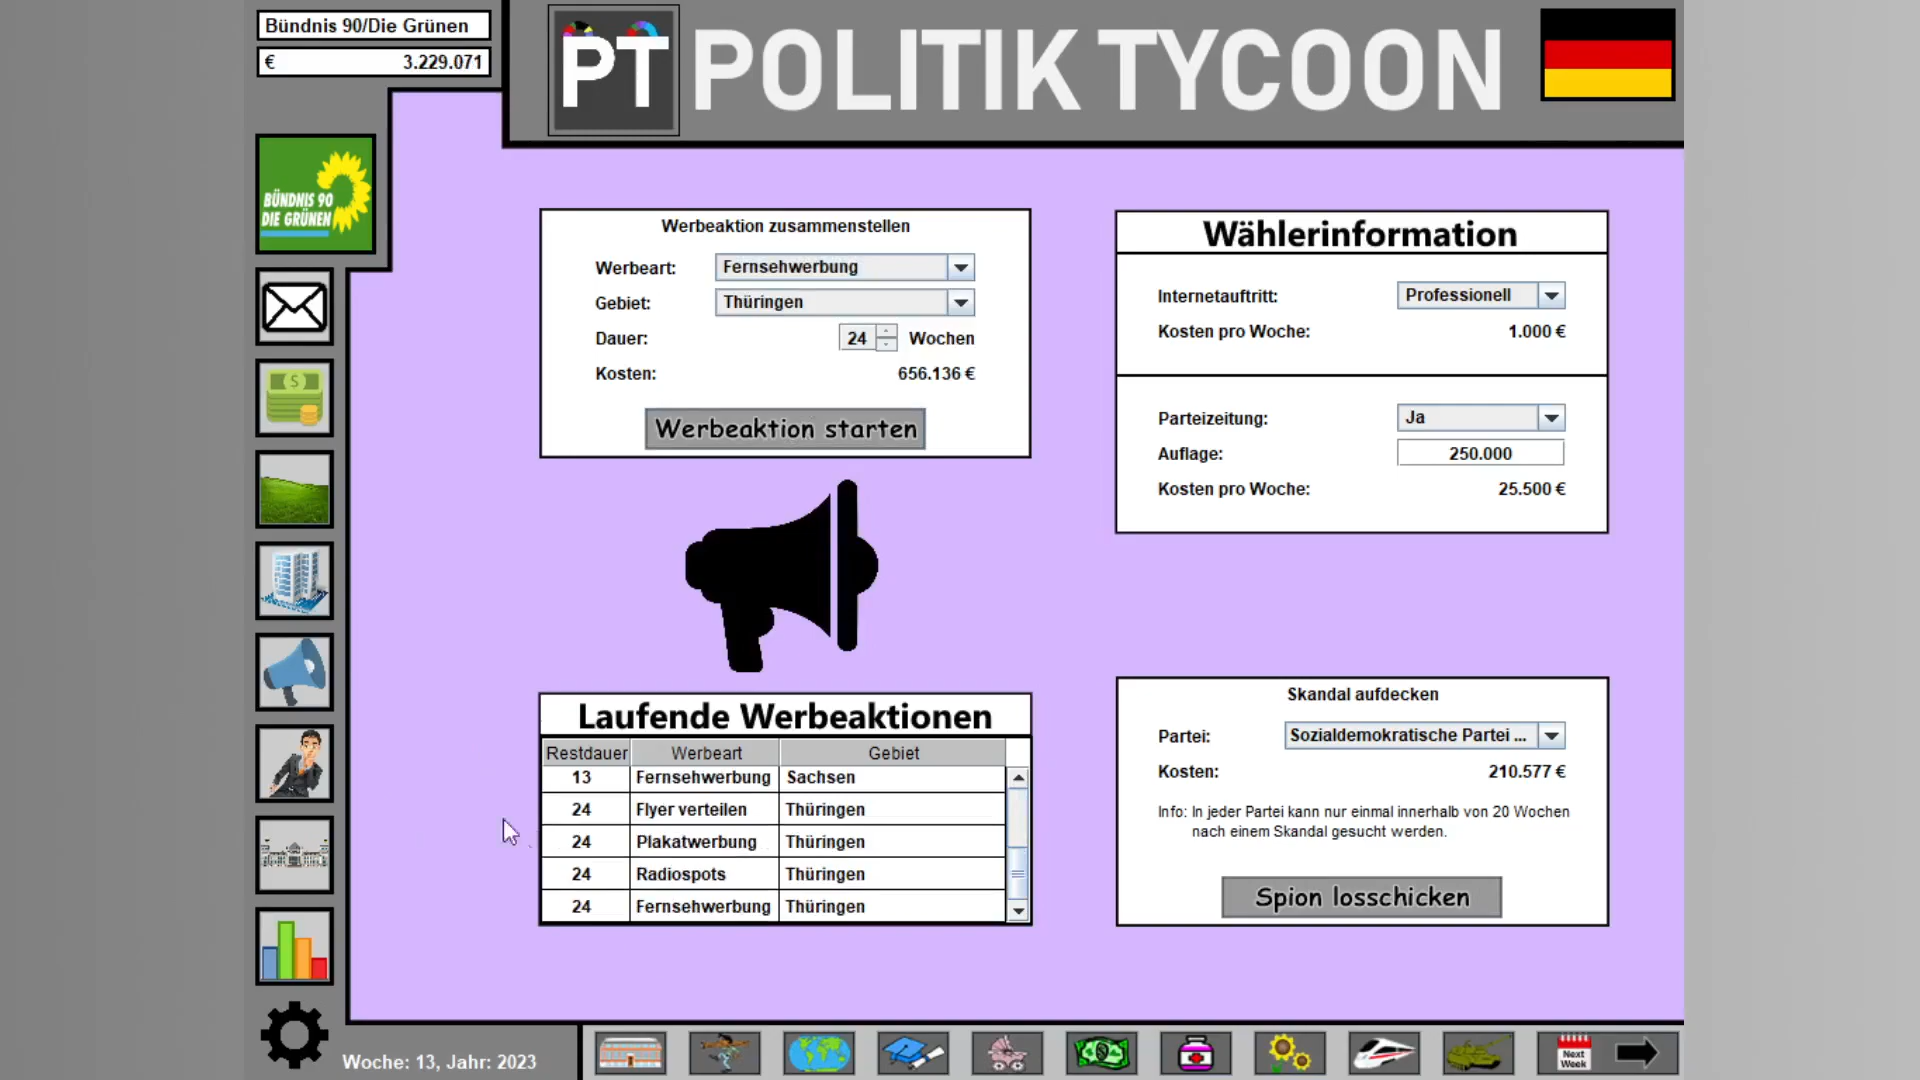 Bündnis 90/Die Grünen
€ 3.229.071
PT POLITIK TYCOON
BÜNDNIS 90
DIE GRÜNEN
Werbeaktion zusammenstellen
Werbeart: Fernsehwerbung
Gebiet: Thüringen
Dauer: 24 Wochen
Kosten: 656.136 €
Werbeaktion starten
Wählerinformation
Internetauftritt: Professionell
Kosten pro Woche: 1.000 €
Parteizeitung: Ja
Auflage: 250.000
Kosten pro Woche: 25.500 €
Laufende Werbeaktionen
Restdauer Werbeart Gebiet
13 Fernsehwerbung Sachsen
24 Flyer verteilen Thüringen
24 Plakatwerbung Thüringen
24 Radiospots Thüringen
24 Fernsehwerbung Thüringen
Skandal aufdecken
Partei: Sozialdemokratische Partei ...
Kosten: 210.577 €
Info: In jeder Partei kann nur einmal innerhalb von 20 Wochen
nach einem Skandal gesucht werden.
Spion losschicken
Woche: 13, Jahr: 2023
Next
Week